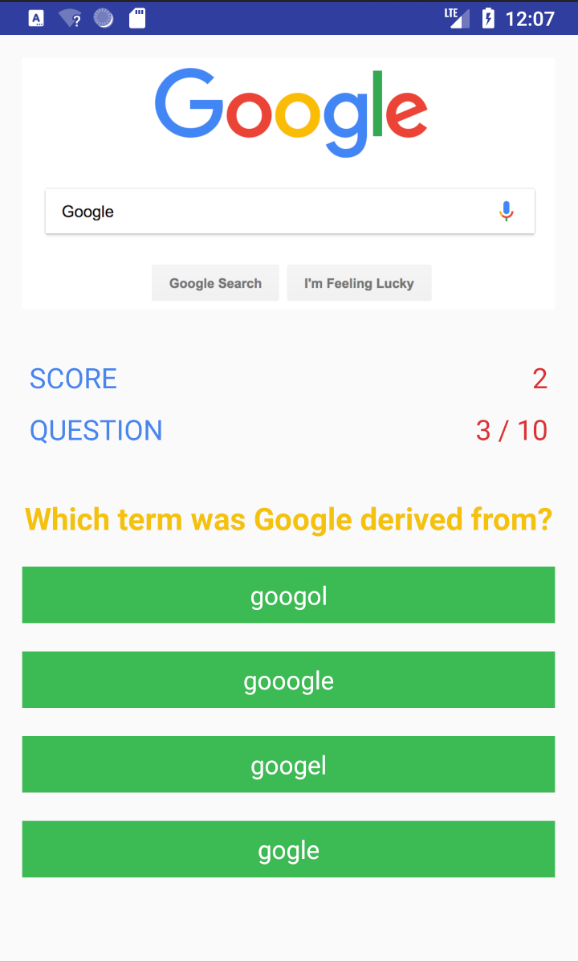 A
?
LTE
12:07
Google
Google
Google Search I'm Feeling Lucky
SCORE 2
QUESTION 3 / 10
Which term was Google derived from?
googol
gooogle
googel
gogle